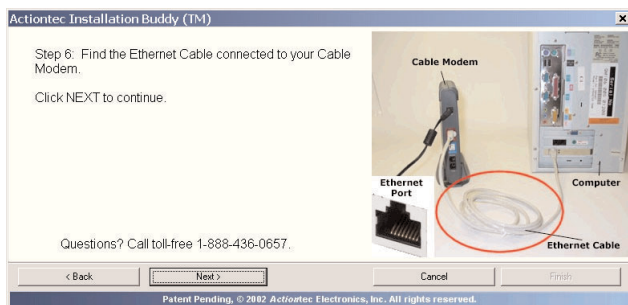 Actiontec Installation Buddy (TM)
Step 6: Find the Ethernet Cable connected to your Cable
Modem.
Click NEXT to continue.
Cable Modem
Computer
Ethernet
Port
Ethernet Cable
Questions? Call toll-free 1-888-436-0657.
< Back
Next >
Cancel
Finish
Patent Pending, © 2002 Actiontec Electronics, Inc. All rights reserved.